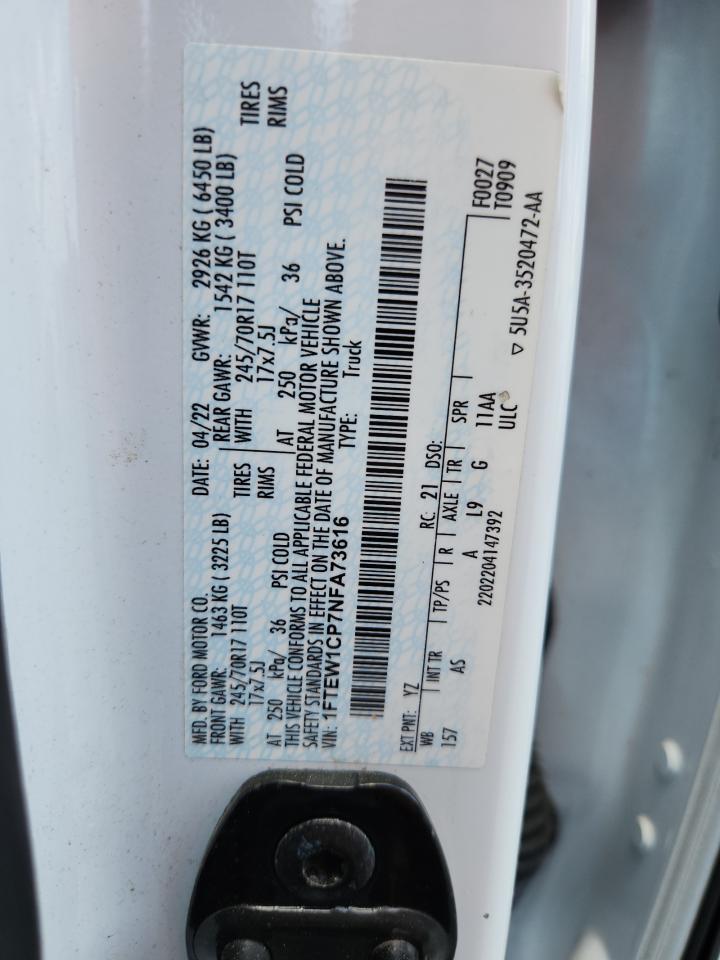 MFD. BY FORD MOTOR CO. DATE: 04/22 GVWR: 2926 KG ( 6450 LB)
FRONT GAWR: 1463 KG ( 3225 LB) REAR GAWR: 1542 KG ( 3400 LB)
WITH 245/70R17 110T TIRES WITH 245/70R17 110T TIRES
17x7.5J RIMS 17x7.5J RIMS
AT 250 kPa/ 36 PSI COLD AT 250 kPa/ 36 PSI COLD
THIS VEHICLE CONFORMS TO ALL APPLICABLE FEDERAL MOTOR VEHICLE
SAFETY STANDARDS IN EFFECT ON THE DATE OF MANUFACTURE SHOWN ABOVE.
VIN: 1FTEW1CP7NFA73616 TYPE: Truck
EXT PNT: YZ RC: 21 DSO: F0027
WB INT TR TP/PS R AXLE TR SPR T0909
157 AS A L9 G 11AA
2202204147392 ULC
▽ 5U5A-3520472-AA